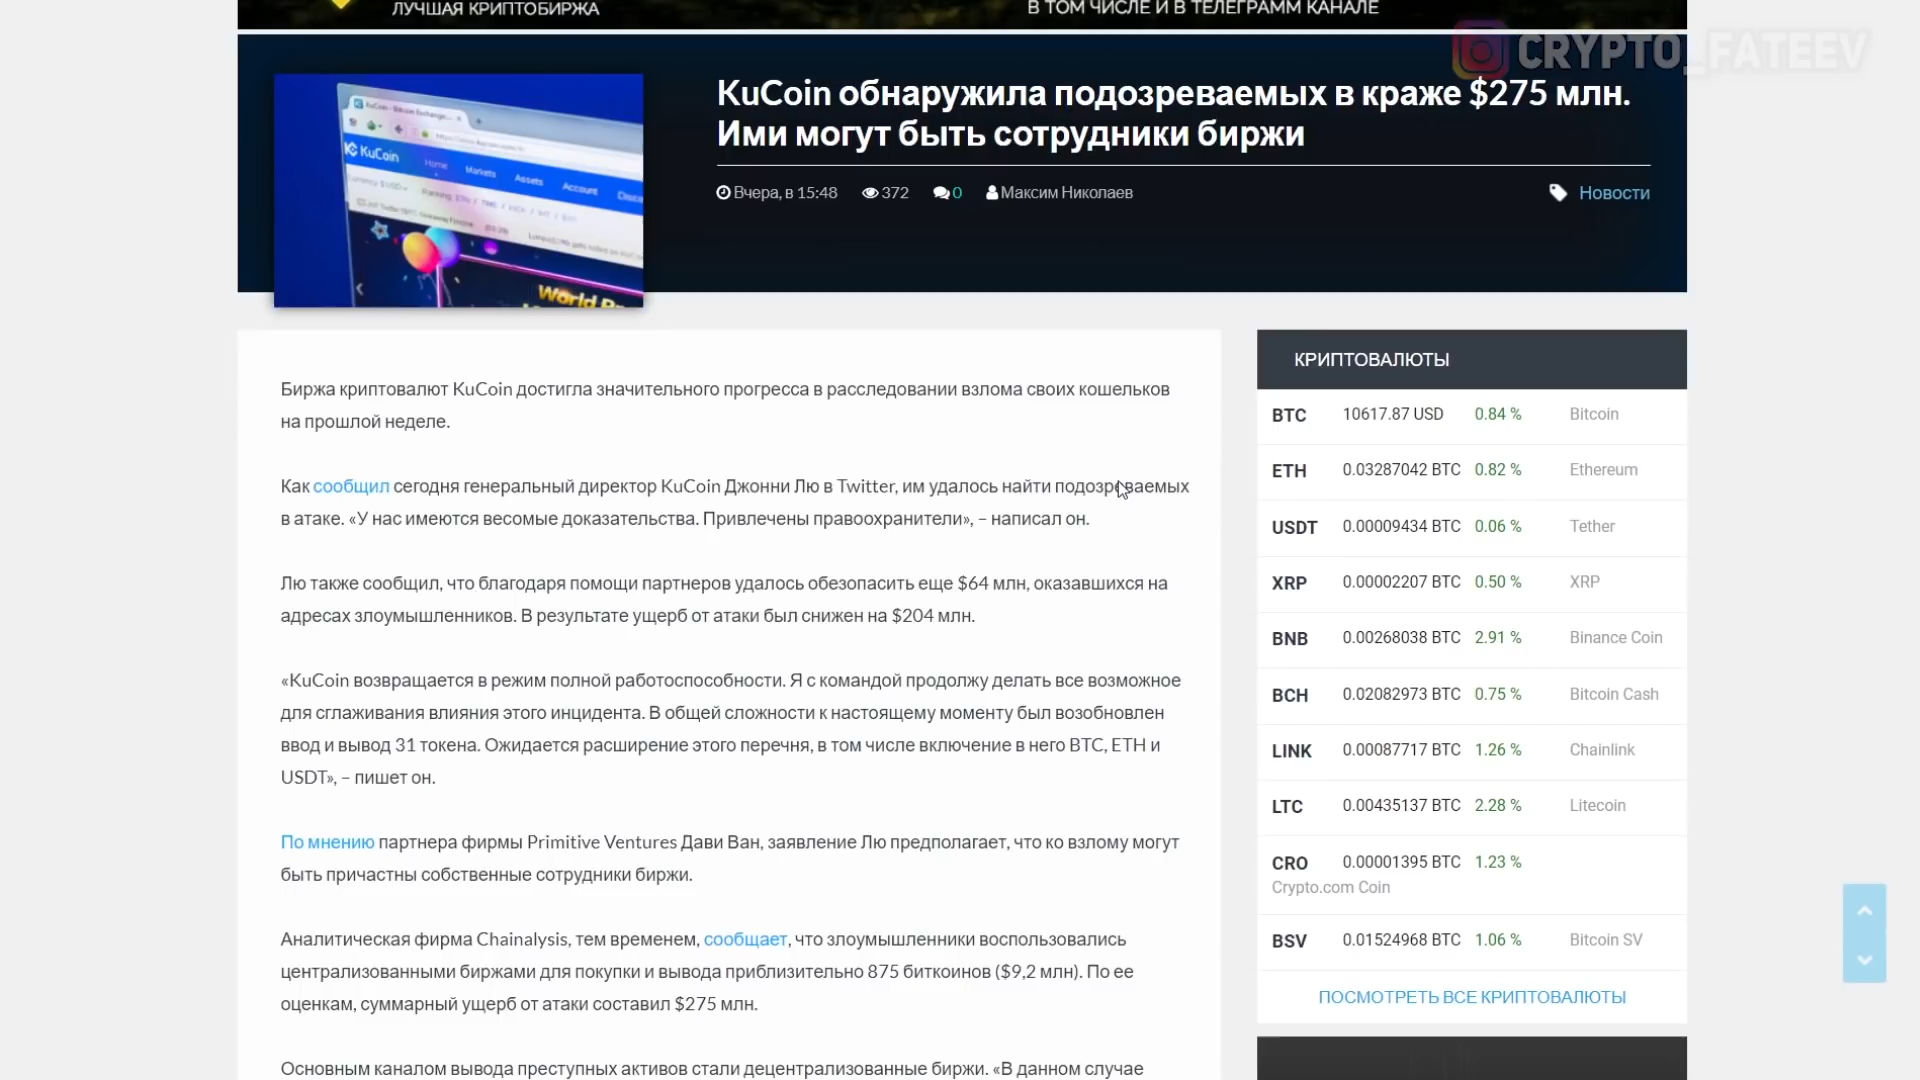 ЛУЧШАЯ КРИПТОБИРЖА
В ТОМ ЧИСЛЕ И В ТЕЛЕГРАММ КАНАЛЕ
CRYPTO_FATEEV
KuCoin обнаружила подозреваемых в краже $275 млн.
Ими могут быть сотрудники биржи
Вчера, в 15:48 372 0 Максим Николаев Новости
KuCoin
Home Markets Assets Account
Биржа криптовалют KuCoin достигла значительного прогресса в расследовании взлома своих кошельков
на прошлой неделе.
Как сообщил сегодня генеральный директор KuCoin Джонни Лю в Twitter, им удалось найти подозреваемых
в атаке. «У нас имеются весомые доказательства. Привлечены правоохранители», – написал он.
Лю также сообщил, что благодаря помощи партнеров удалось обезопасить еще $64 млн, оказавшихся на
адресах злоумышленников. В результате ущерб от атаки был снижен на $204 млн.
«KuCoin возвращается в режим полной работоспособности. Я с командой продолжу делать все возможное
для сглаживания влияния этого инцидента. В общей сложности к настоящему моменту был возобновлен
ввод и вывод 31 токена. Ожидается расширение этого перечня, в том числе включение в него BTC, ETH и
USDT», – пишет он.
По мнению партнера фирмы Primitive Ventures Дави Ван, заявление Лю предполагает, что ко взлому могут
быть причастны собственные сотрудники биржи.
Аналитическая фирма Chainalysis, тем временем, сообщает, что злоумышленники воспользовались
централизованными биржами для покупки и вывода приблизительно 875 биткоинов ($9,2 млн). По ее
оценкам, суммарный ущерб от атаки составил $275 млн.
Основным каналом вывода преступных активов стали децентрализованные биржи. «В данном случае
КРИПТОВАЛЮТЫ
BTC 10617.87 USD 0.84 % Bitcoin
ETH 0.03287042 BTC 0.82 % Ethereum
USDT 0.00009434 BTC 0.06 % Tether
XRP 0.00002207 BTC 0.50 % XRP
BNB 0.00268038 BTC 2.91 % Binance Coin
BCH 0.02082973 BTC 0.75 % Bitcoin Cash
LINK 0.00087717 BTC 1.26 % Chainlink
LTC 0.00435137 BTC 2.28 % Litecoin
CRO 0.00001395 BTC 1.23 %
Crypto.com Coin
BSV 0.01524968 BTC 1.06 % Bitcoin SV
ПОСМОТРЕТЬ ВСЕ КРИПТОВАЛЮТЫ